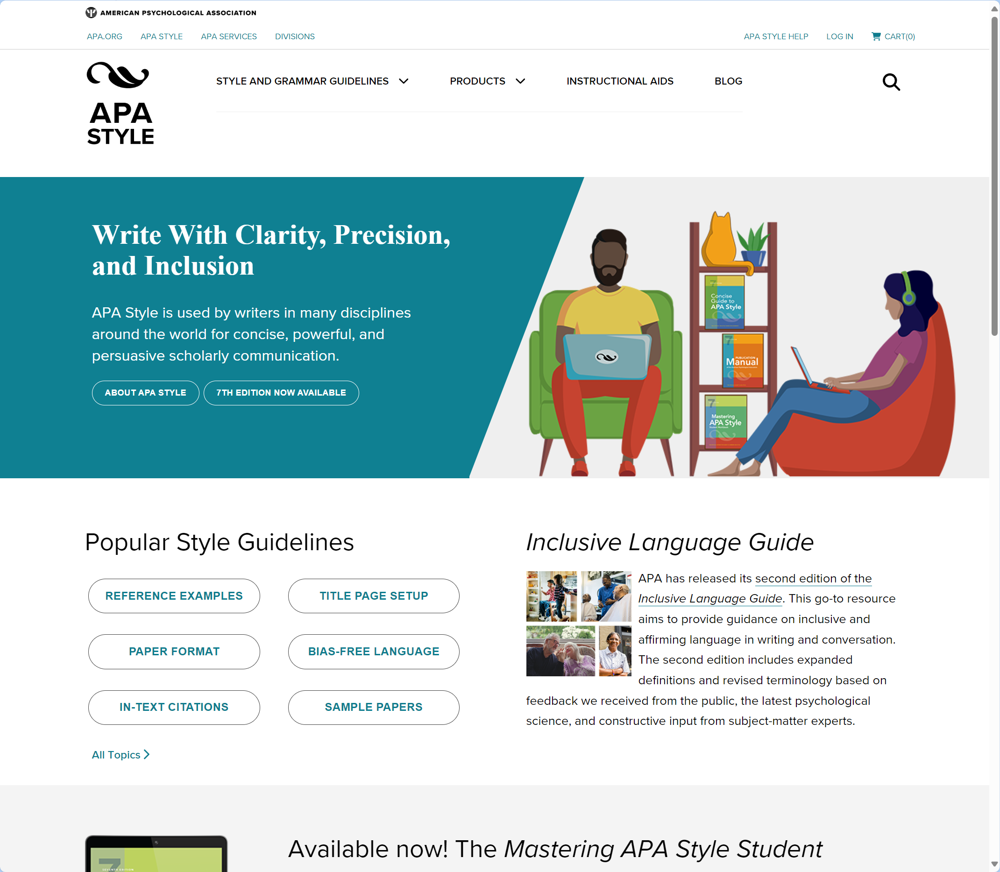 AMERICAN PSYCHOLOGICAL ASSOCIATION
APA.ORG APA STYLE APA SERVICES DIVISIONS APA STYLE HELP LOG IN CART(0)
APA
STYLE
STYLE AND GRAMMAR GUIDELINES PRODUCTS INSTRUCTIONAL AIDS BLOG
Write With Clarity, Precision,
and Inclusion
APA Style is used by writers in many disciplines
around the world for concise, powerful, and
persuasive scholarly communication.
ABOUT APA STYLE 7TH EDITION NOW AVAILABLE
7
Concise
Guide to
APA Style
7
PUBLICATION
Manual
7
Mastering
APA Style
Popular Style Guidelines
REFERENCE EXAMPLES TITLE PAGE SETUP
PAPER FORMAT BIAS-FREE LANGUAGE
IN-TEXT CITATIONS SAMPLE PAPERS
All Topics
Inclusive Language Guide
APA has released its second edition of the
Inclusive Language Guide. This go-to resource
aims to provide guidance on inclusive and
affirming language in writing and conversation.
The second edition includes expanded
definitions and revised terminology based on
feedback we received from the public, the latest psychological
science, and constructive input from subject-matter experts.
7
SEVENTH EDITION
Available now! The Mastering APA Style Student